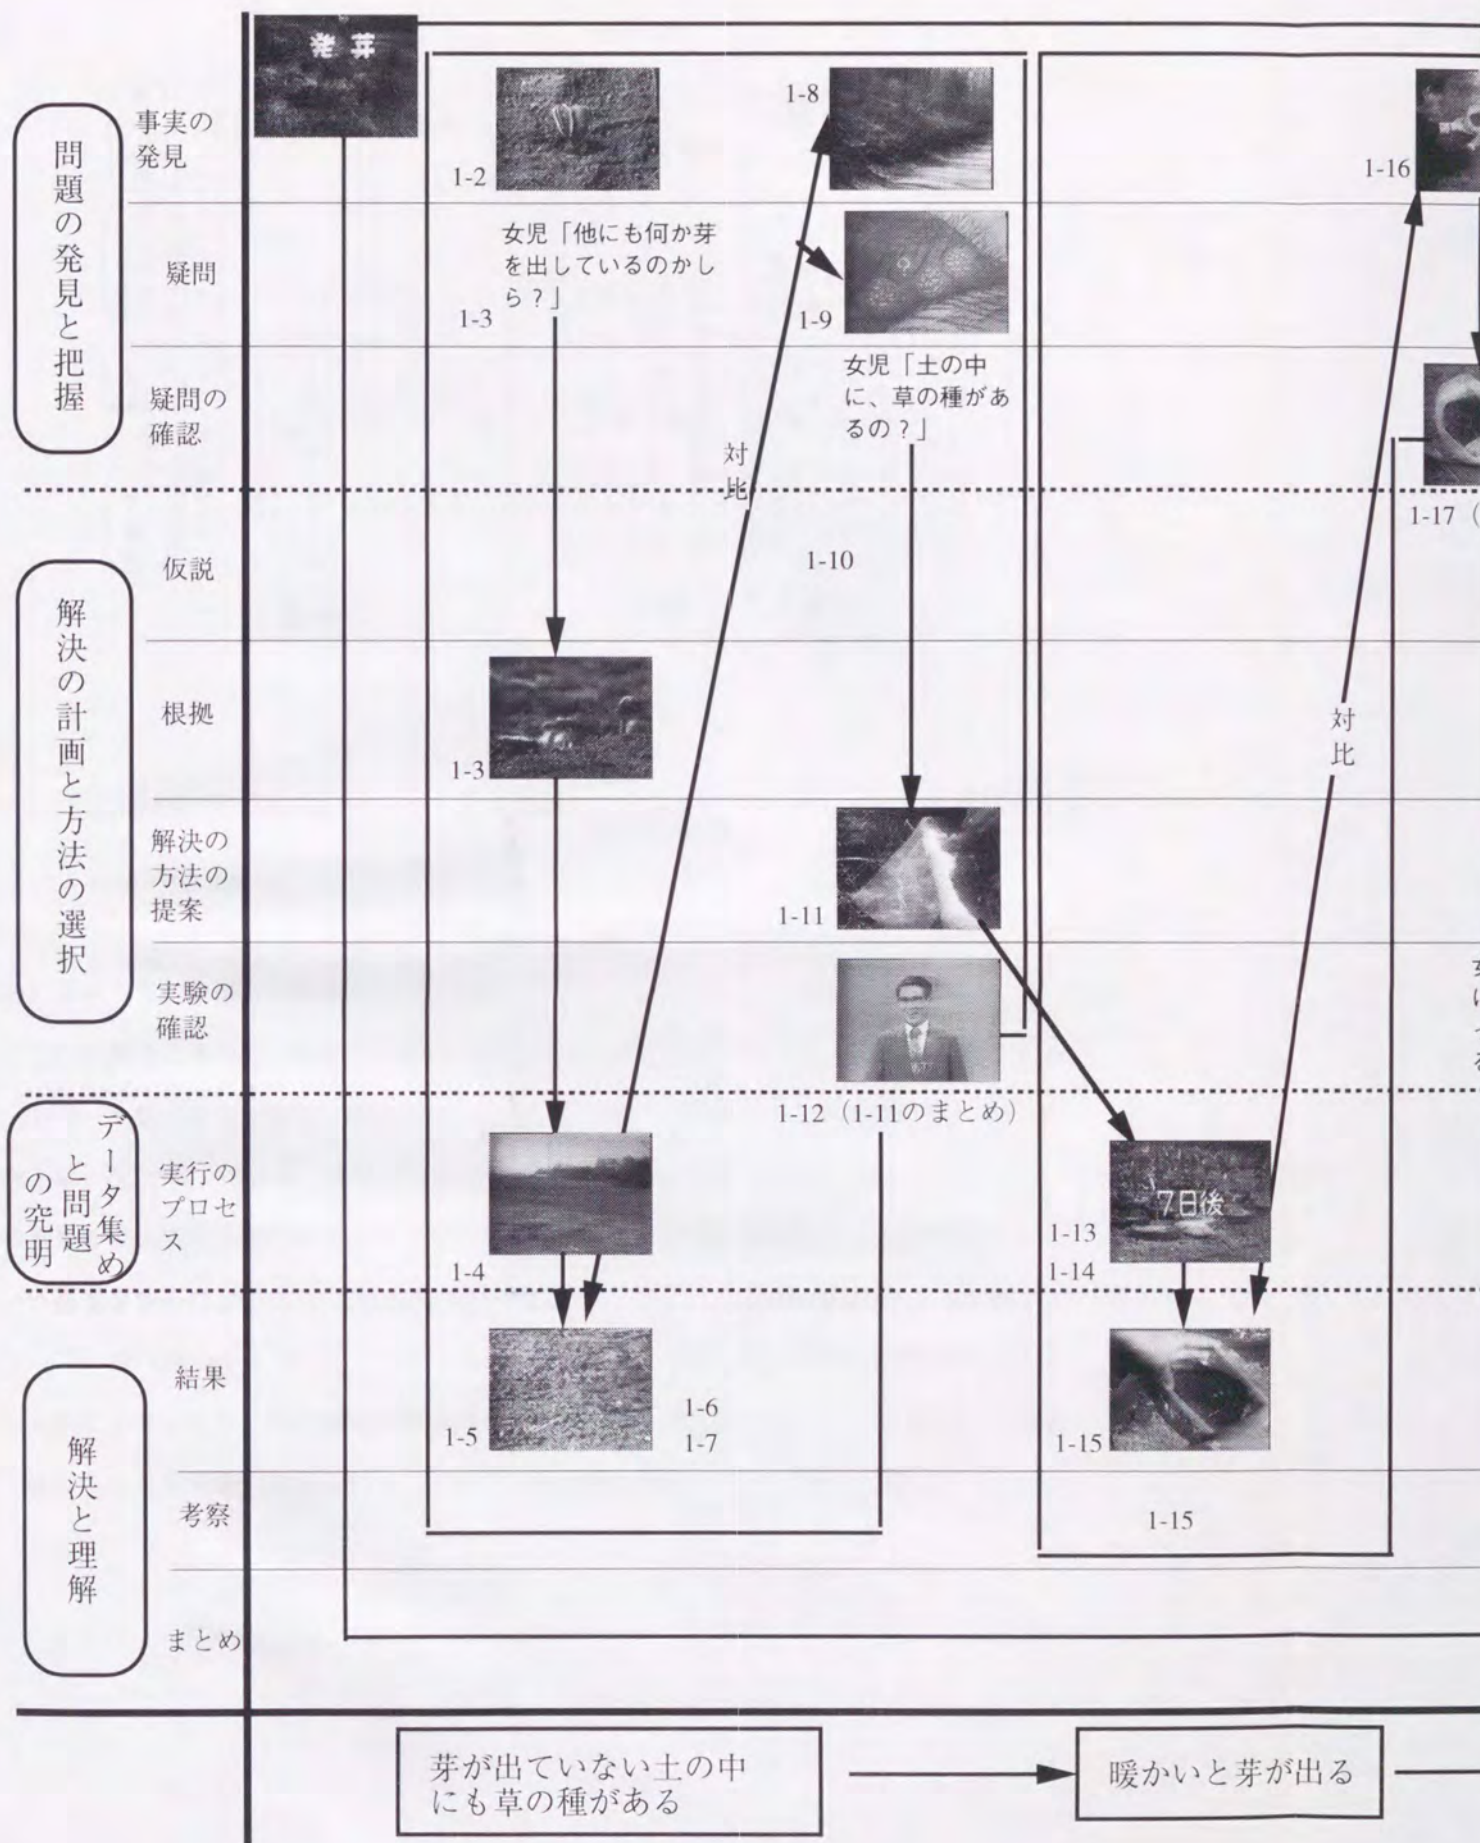 発芽
問題の発見と把握
事実の
発見
1-2
1-8
1-16
疑問
女児「他にも何か芽
を出しているのかし
ら?」
1-3
1-9
疑問の
確認
女児「土の中
に、草の種があ
るの?」
対
比
1-17(
解決の計画と方法の選択
仮説
1-10
根拠
1-3
対
比
解決の
方法の
提案
1-11
実験の
確認
1-12(1-11のまとめ)
データ集め
と問題
の究明
実行の
プロセ
ス
1-4
7日後
1-13
1-14
解決と理解
結果
1-5
1-6
1-7
1-15
考察
1-15
まとめ
芽が出ていない土の中
にも草の種がある
暖かいと芽が出る